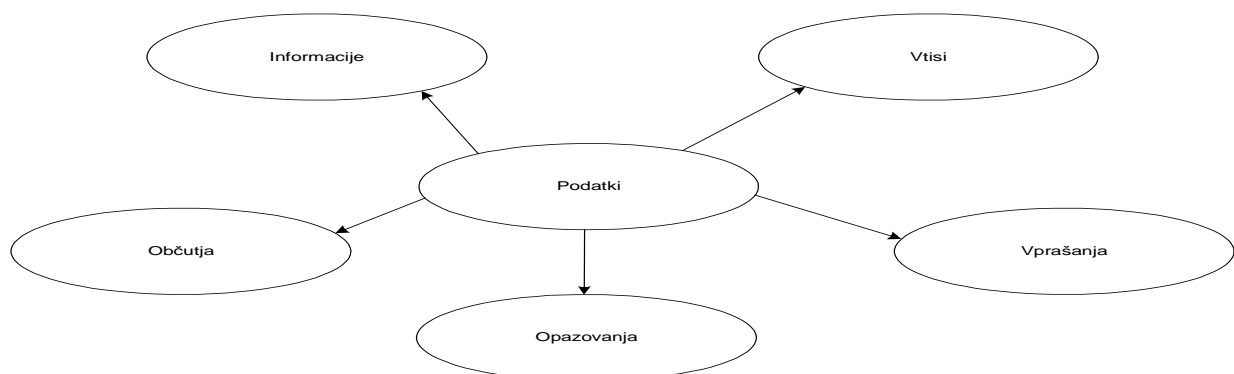 Informacije
Vtisi
Podatki
Občutja
Vprašanja
Opazovanja